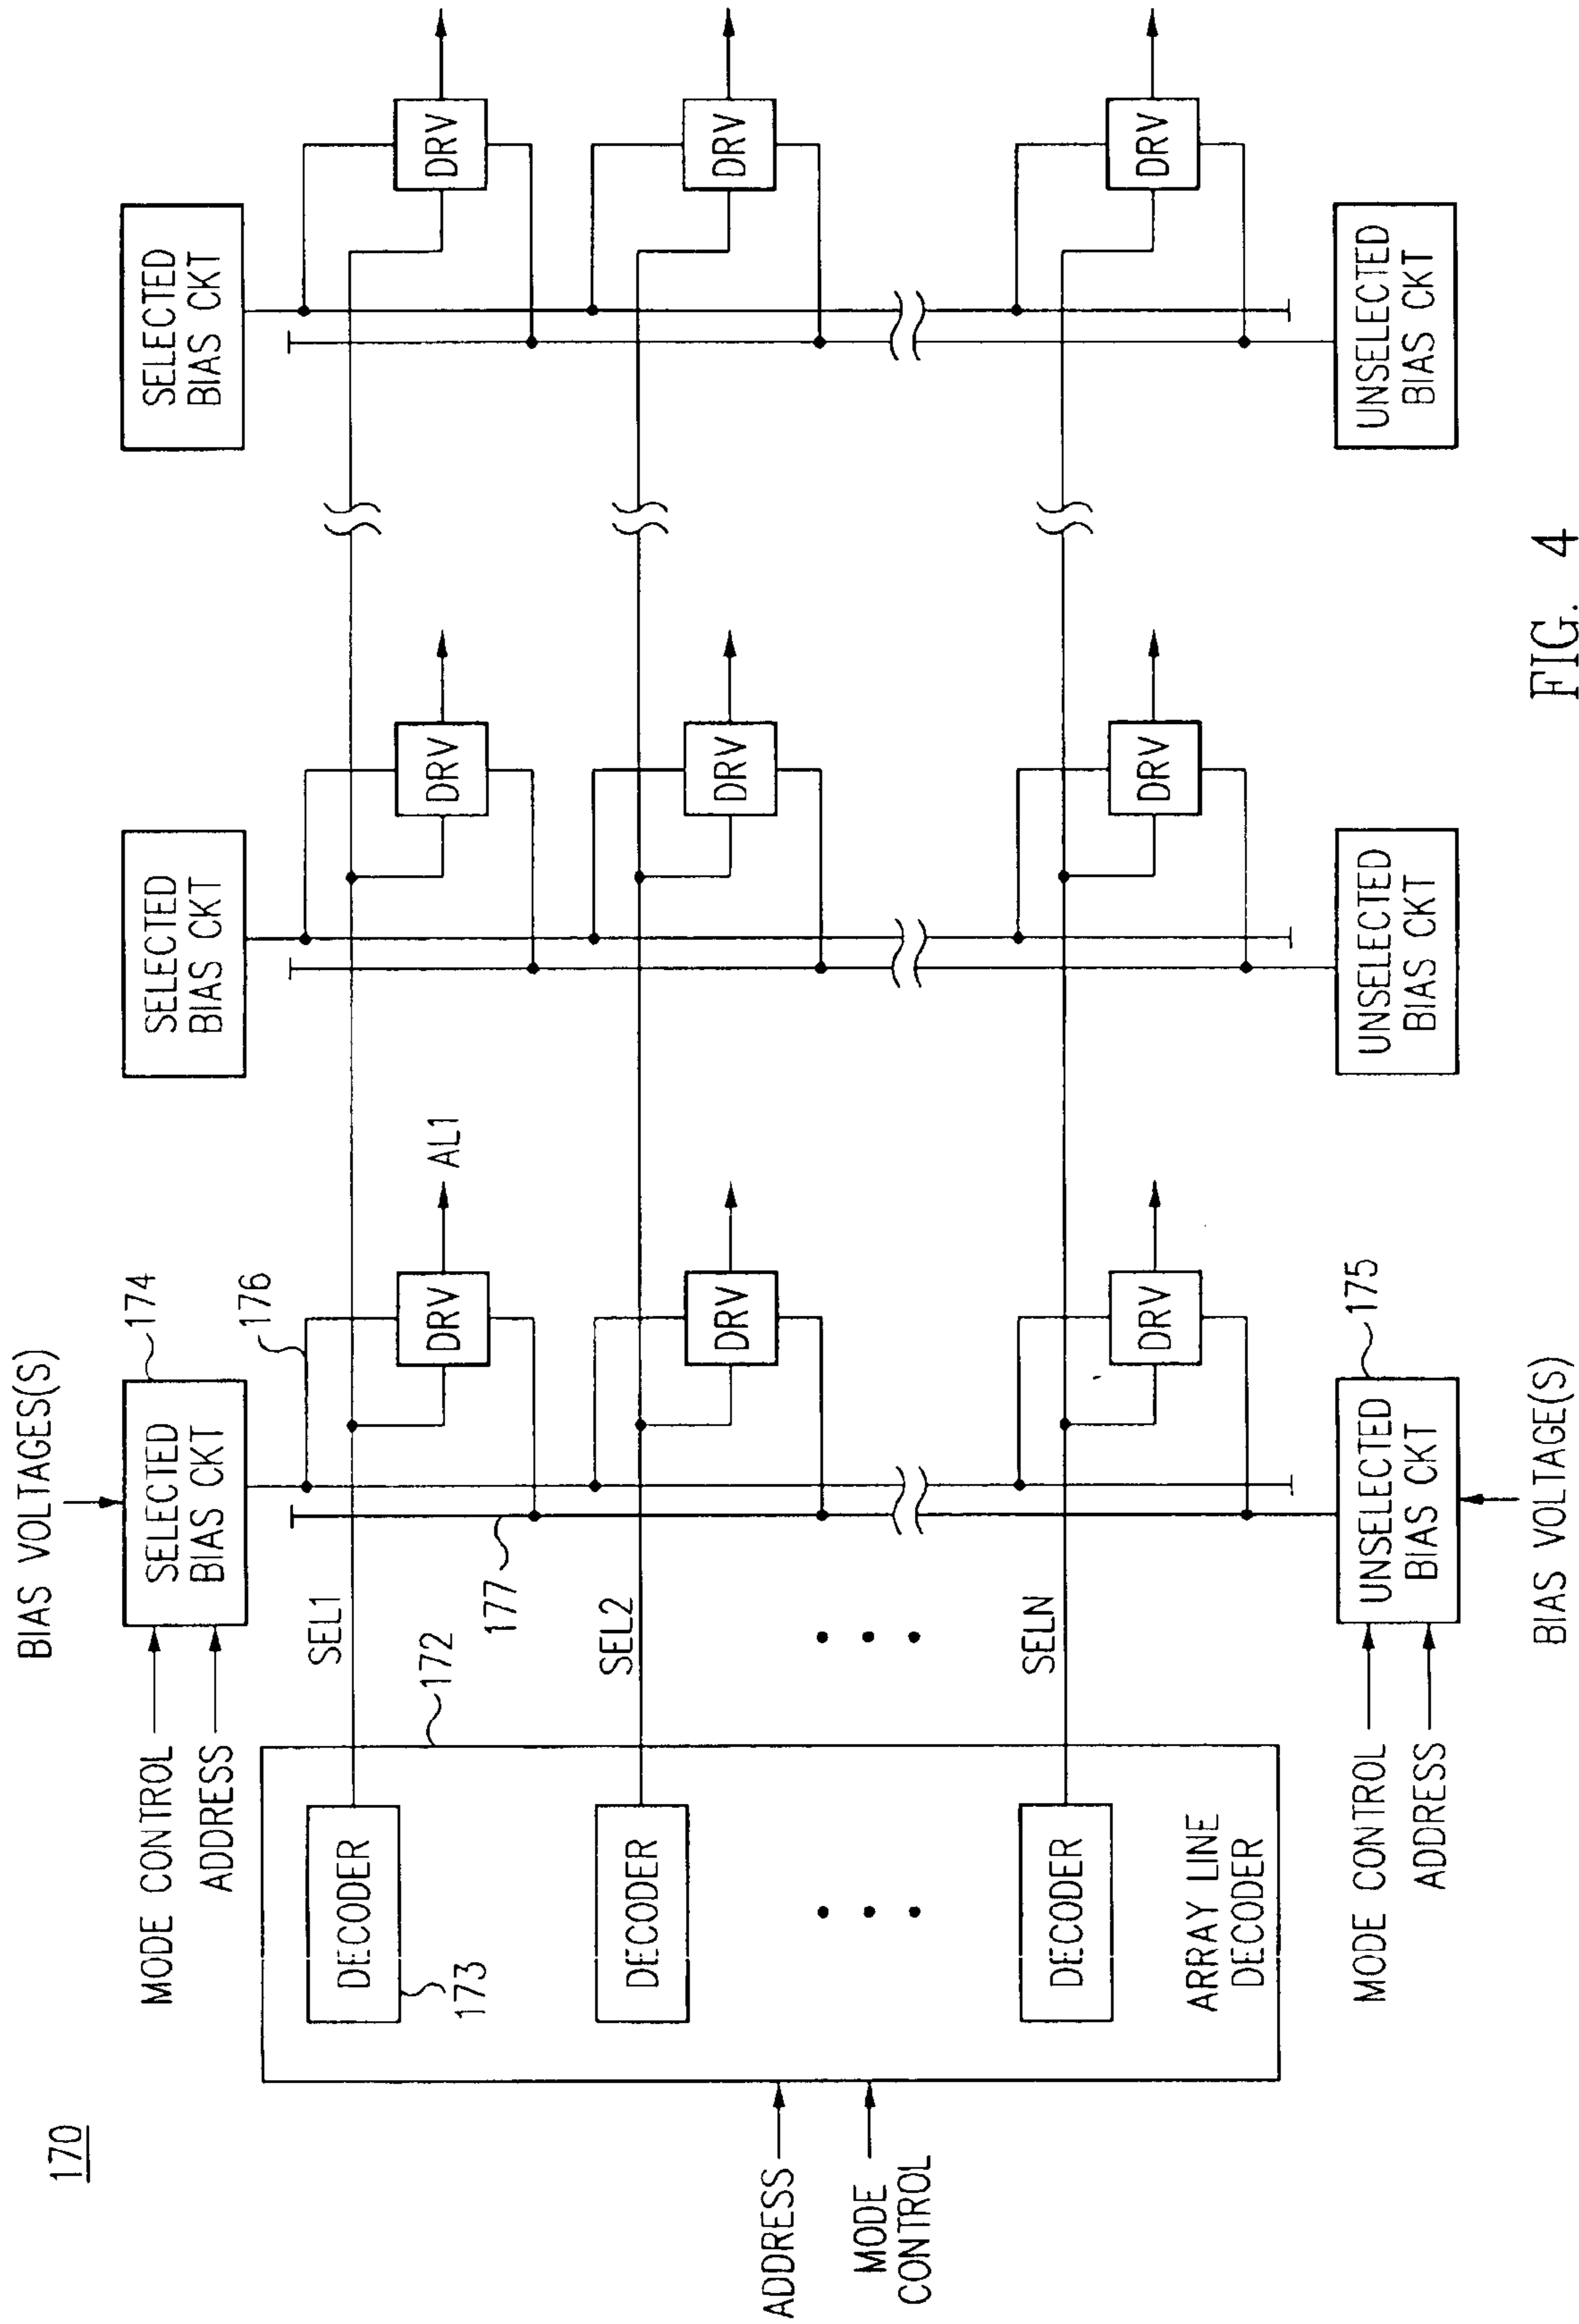 170
BIAS VOLTAGES(S)
MODE CONTROL
ADDRESS
174
SELECTED
BIAS CKT
SELECTED
BIAS CKT
SELECTED
BIAS CKT
176
SEL1
DECODER
173
172
DRV
AL1
DRV
DRV
177
SEL2
DECODER
DRV
DRV
DRV
ADDRESS
MODE
CONTROL
SELN
DECODER
DRV
DRV
DRV
ARRAY LINE
DECODER
MODE CONTROL
ADDRESS
175
UNSELECTED
BIAS CKT
UNSELECTED
BIAS CKT
UNSELECTED
BIAS CKT
BIAS VOLTAGE(S)
FIG. 4